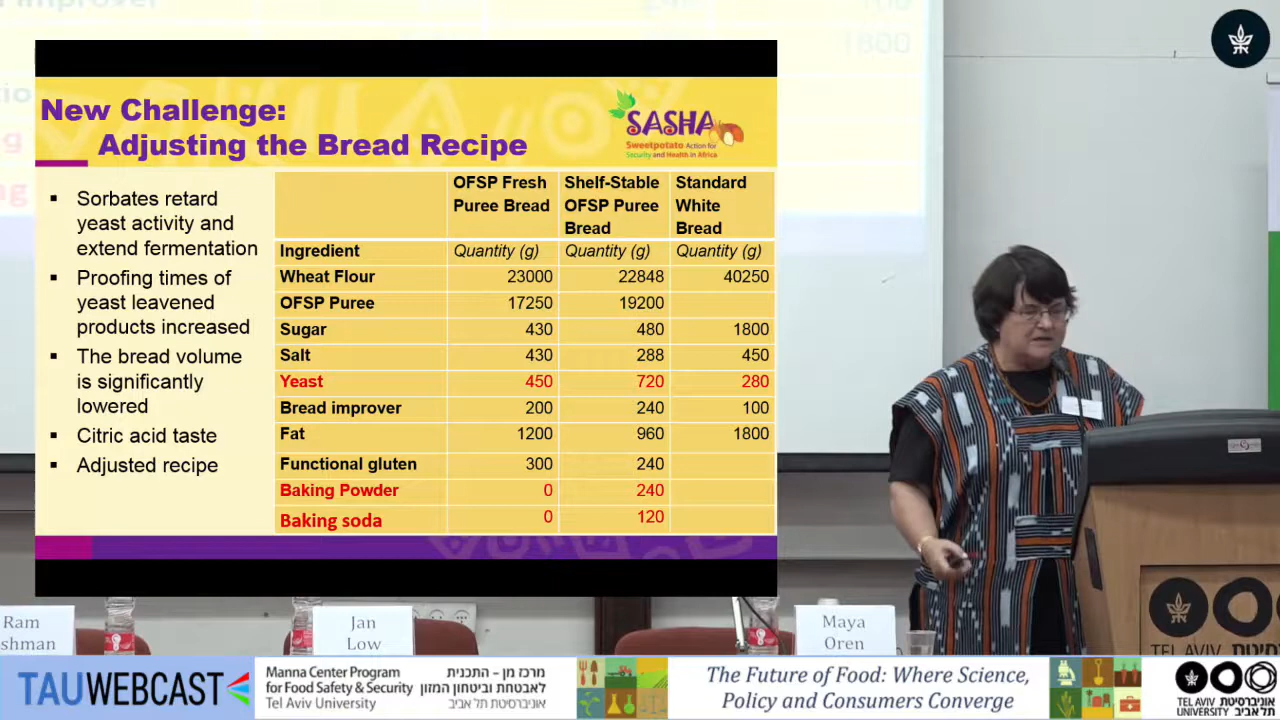 New Challenge:
Adjusting the Bread Recipe
SASHA
Sweetpotato Action for
Security and Health in Africa
▪ Sorbates retard
yeast activity and
extend fermentation
▪ Proofing times of
yeast leavened
products increased
▪ The bread volume
is significantly
lowered
▪ Citric acid taste
▪ Adjusted recipe
OFSP Fresh Puree Bread Shelf-Stable OFSP Puree Bread Standard White Bread
Ingredient Quantity (g) Quantity (g) Quantity (g)
Wheat Flour 23000 22848 40250
OFSP Puree 17250 19200
Sugar 430 480 1800
Salt 430 288 450
Yeast 450 720 280
Bread improver 200 240 100
Fat 1200 960 1800
Functional gluten 300 240
Baking Powder 0 240
Baking soda 0 120
1800
Ram
shman
Jan
Low
Maya
Oren
TEL AVIV
TAUWEBCAST
Manna Center Program
for Food Safety & Security
Tel Aviv University
מרכז מן – התכנית
לאבטחת וביטחון המזון
אוניברסיטת תל אביב
The Future of Food: Where Science,
Policy and Consumers Converge
TEL AVIV אוניברסיטת
UNIVERSITY תל אביב